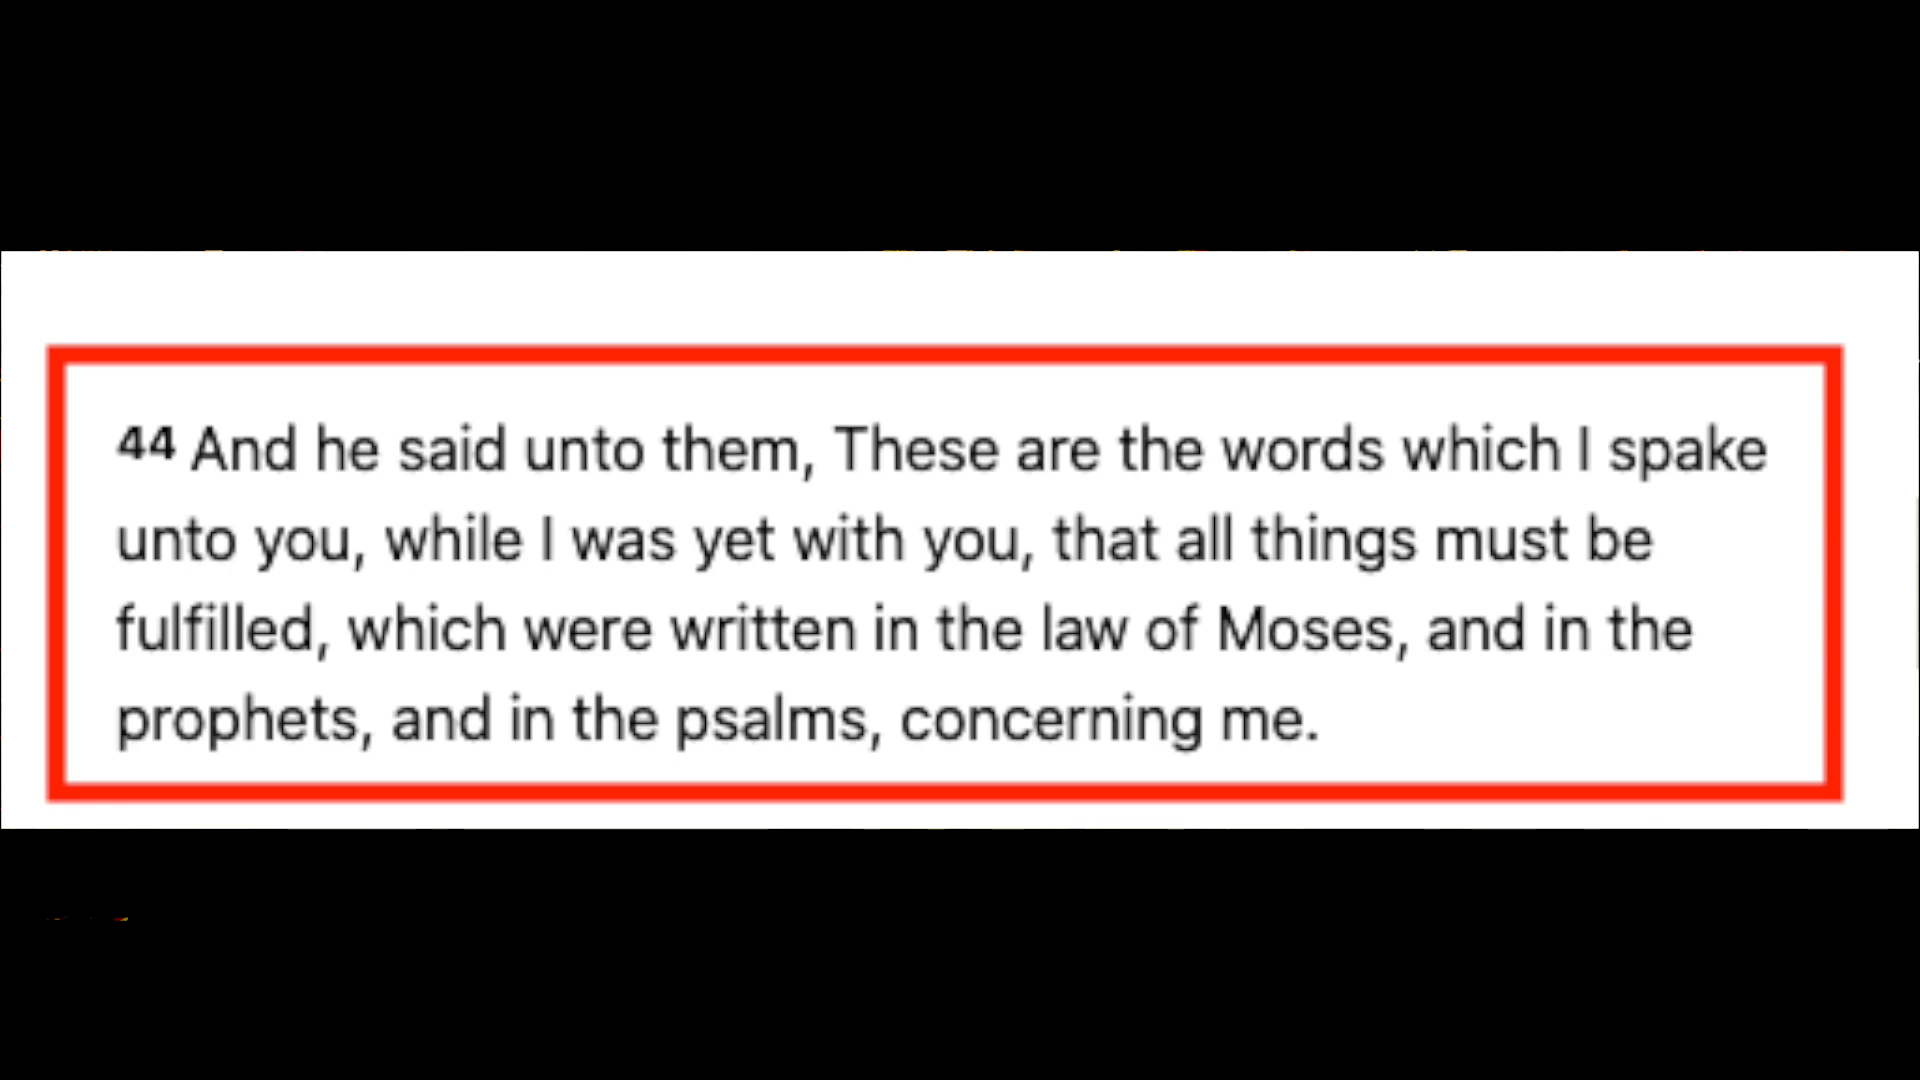 44 And he said unto them, These are the words which I spake
unto you, while I was yet with you, that all things must be
fulfilled, which were written in the law of Moses, and in the
prophets, and in the psalms, concerning me.